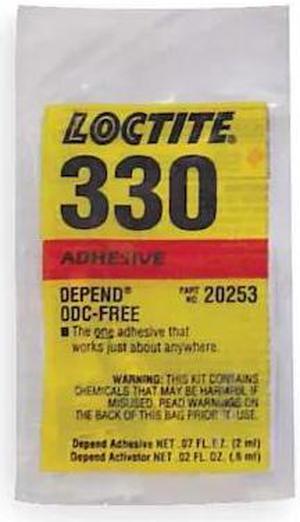 LOCTITE®
330
ADHESIVE
DEPEND® PART NO. 20253
ODC-FREE
■ The one adhesive that
works just about anywhere.
WARNING: THIS KIT CONTAINS
CHEMICALS THAT MAY BE HARMFUL IF
MISUSED. READ WARNINGS ON
THE BACK OF THIS BAG PRIOR TO USE.
Depend Adhesive NET .07 FL. OZ. (2 ml)
Depend Activator NET .02 FL. OZ. (.6 ml)